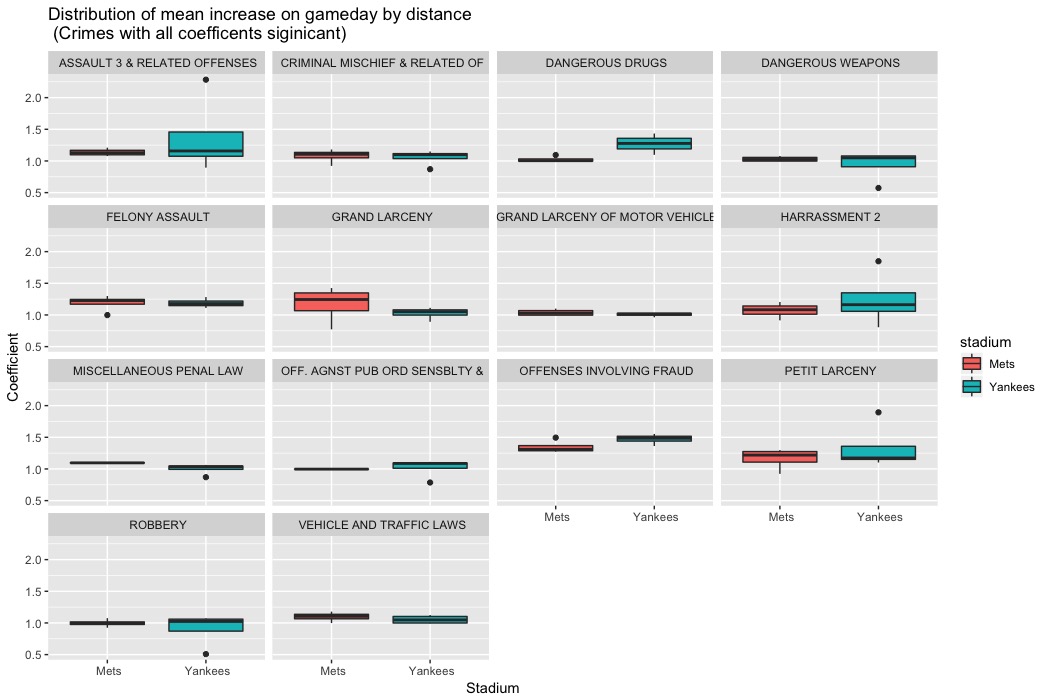 Distribution of mean increase on gameday by distance
(Crimes with all coefficents siginicant)
ASSAULT 3 & RELATED OFFENSES
CRIMINAL MISCHIEF & RELATED OF
DANGEROUS DRUGS
DANGEROUS WEAPONS
2.0
1.5
1.0
0.5
FELONY ASSAULT
GRAND LARCENY
GRAND LARCENY OF MOTOR VEHICLE
HARRASSMENT 2
2.0
1.5
1.0
0.5
stadium
Mets
Yankees
Coefficient
MISCELLANEOUS PENAL LAW
OFF. AGNST PUB ORD SENSBLTY &
OFFENSES INVOLVING FRAUD
PETIT LARCENY
2.0
1.5
1.0
0.5
Mets
Yankees
Mets
Yankees
ROBBERY
VEHICLE AND TRAFFIC LAWS
2.0
1.5
1.0
0.5
Mets
Yankees
Mets
Yankees
Stadium